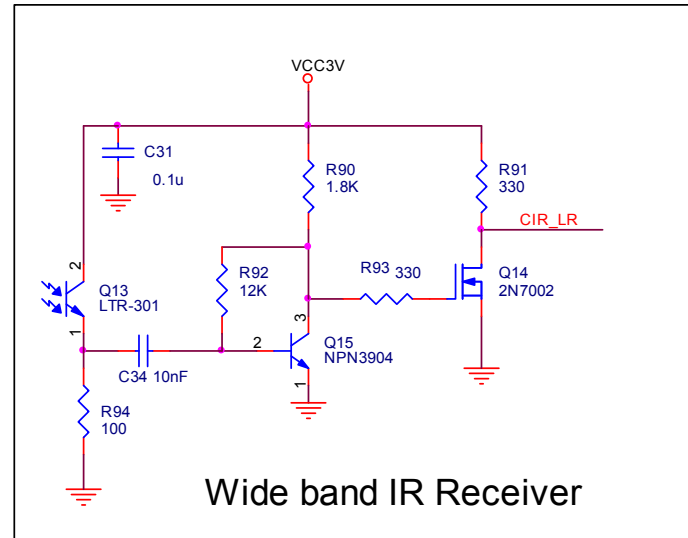 VCC3V
C31
0.1u
R90
1.8K
R91
330
CIR_LR
2
Q13
LTR-301
1
R92
12K
R93 330
Q14
2N7002
3
2
Q15
NPN3904
1
C34 10nF
R94
100
Wide band IR Receiver